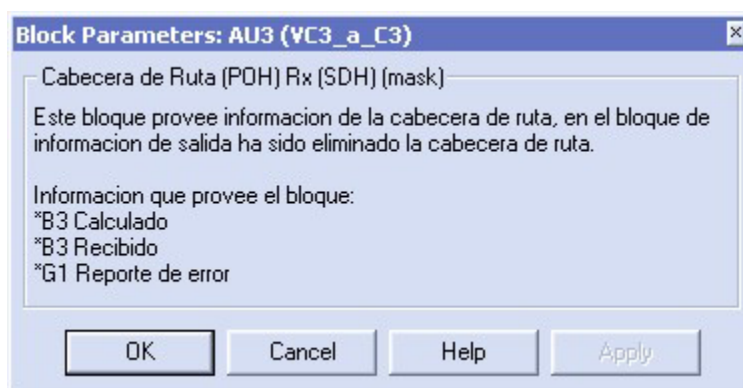 Block Parameters: AU3 (VC3_a_C3)
Cabecera de Ruta (POH) Rx (SDH) (mask)
Este bloque provee informacion de la cabecera de ruta, en el bloque de
informacion de salida ha sido eliminado la cabecera de ruta.
Informacion que provee el bloque:
*B3 Calculado
*B3 Recibido
*G1 Reporte de error
OK Cancel Help Apply